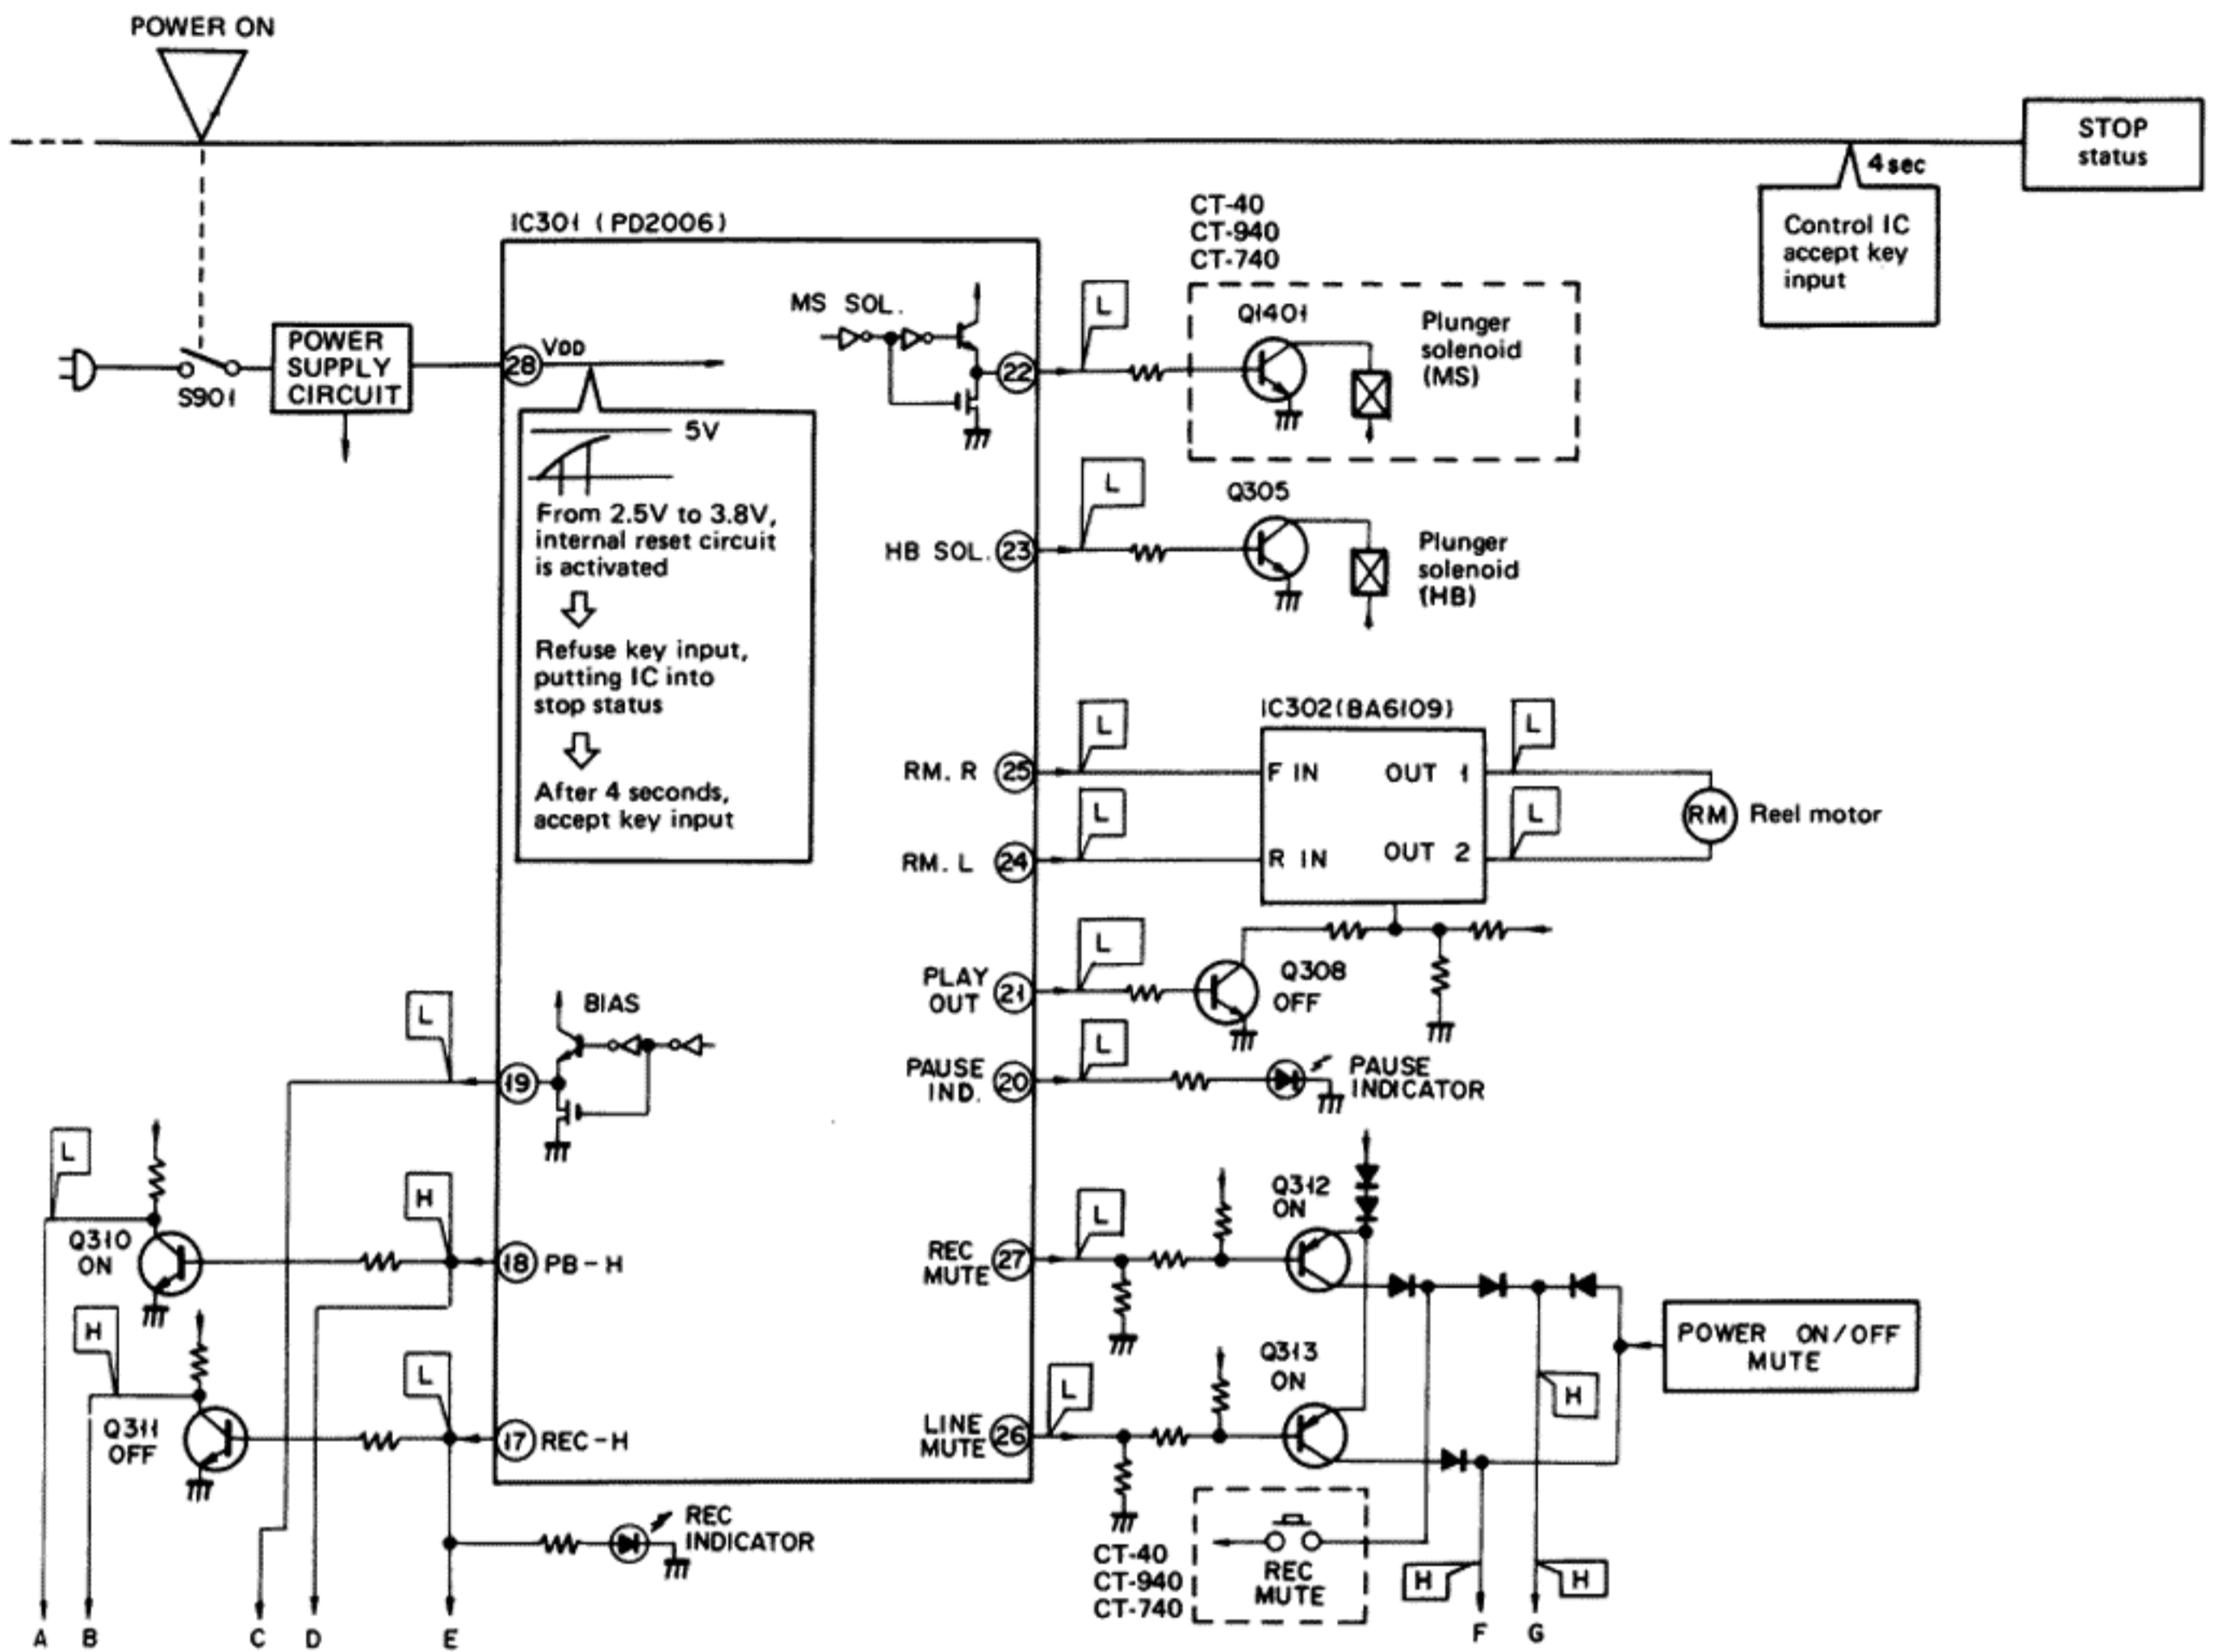 POWER ON
STOP
status
4 sec
Control IC
accept key
input
IC301 (PD2006)
CT-40
CT-940
CT-740
MS SOL.
L
Q1401
Plunger
solenoid
(MS)
POWER
SUPPLY
CIRCUIT
S901
28
VDD
22
5V
From 2.5V to 3.8V,
internal reset circuit
is activated
Refuse key input,
putting IC into
stop status
After 4 seconds,
accept key input
HB SOL.
23
L
Q305
Plunger
solenoid
(HB)
IC302(BA6109)
RM. R
25
L
F IN
OUT 1
L
RM
Reel motor
RM. L
24
L
R IN
OUT 2
L
PLAY
OUT
21
L
Q308
OFF
PAUSE
IND.
20
L
PAUSE
INDICATOR
L
19
BIAS
L
Q310
ON
H
18
PB-H
REC
MUTE
27
L
Q312
ON
H
Q311
OFF
L
17
REC-H
LINE
MUTE
26
L
Q313
ON
POWER ON/OFF
MUTE
H
REC
INDICATOR
CT-40
CT-940
CT-740
REC
MUTE
H
H
A
B
C
D
E
F
G